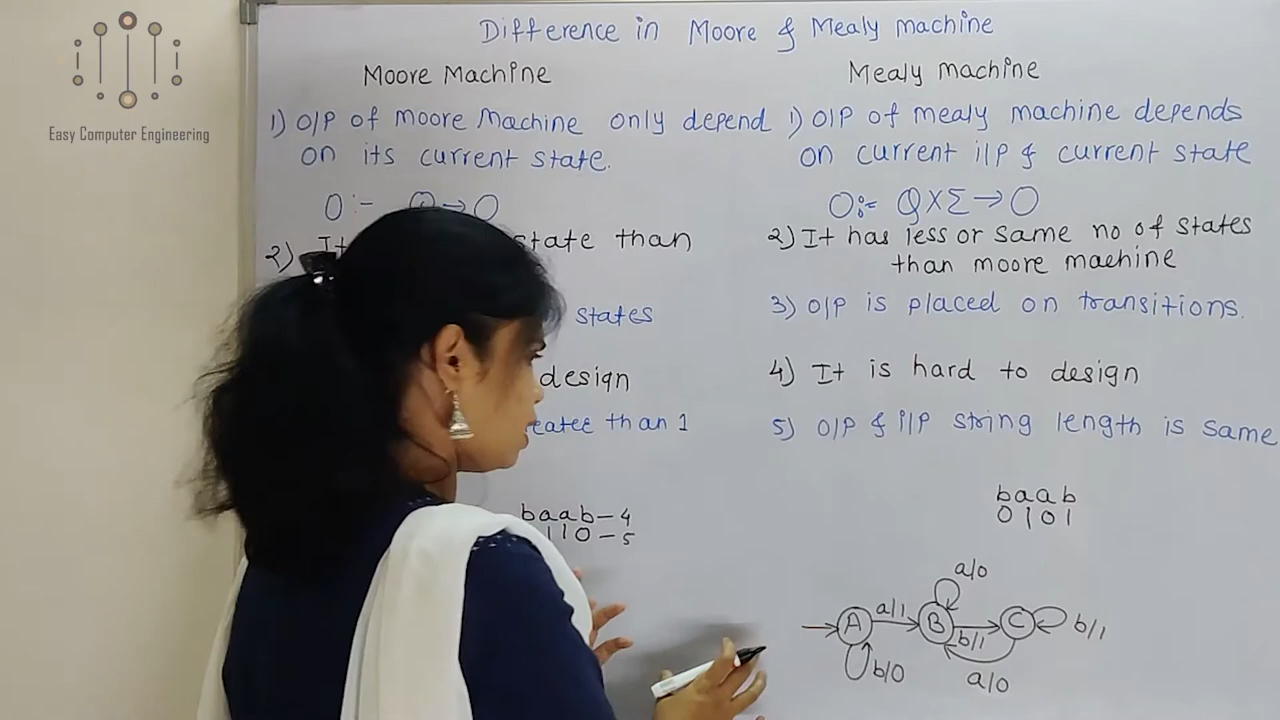 Easy Computer Engineering
Difference in Moore & Mealy machine
Moore Machine
1) O/P of moore Machine only depend
on its current state.
O :- Q → O
2) It state than
states
design
than 1
baab - 4
110 - 5
Mealy machine
1) O/P of mealy machine depends
on current i/P & current state
O:= Q X Σ → O
2) It has less or same no of states
than moore machine
3) O/P is placed on transitions.
4) It is hard to design
5) O/P & i/P string length is same
baab
0101
a/0
A a/1 B b/1 C b/1
b/0 a/0